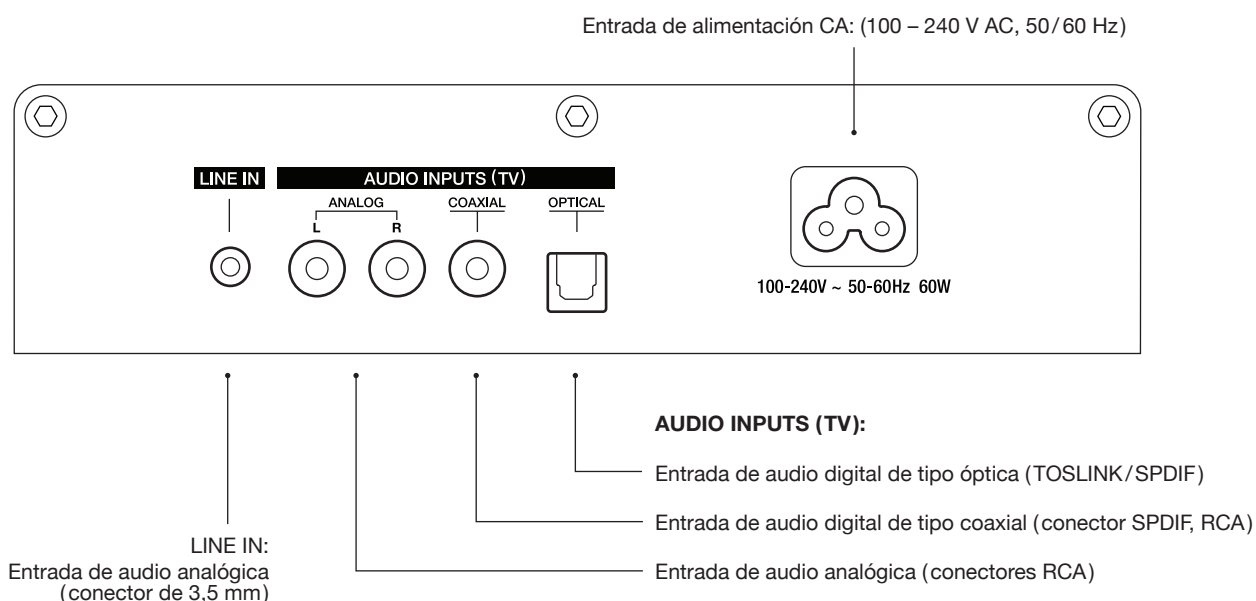 Entrada de alimentación CA: (100 – 240 V AC, 50/60 Hz)
LINE IN
AUDIO INPUTS (TV)
ANALOG
COAXIAL
OPTICAL
L
R
100-240V ~ 50-60Hz 60W
AUDIO INPUTS (TV):
Entrada de audio digital de tipo óptica (TOSLINK/SPDIF)
Entrada de audio digital de tipo coaxial (conector SPDIF, RCA)
Entrada de audio analógica (conectores RCA)
LINE IN:
Entrada de audio analógica
(conector de 3,5 mm)